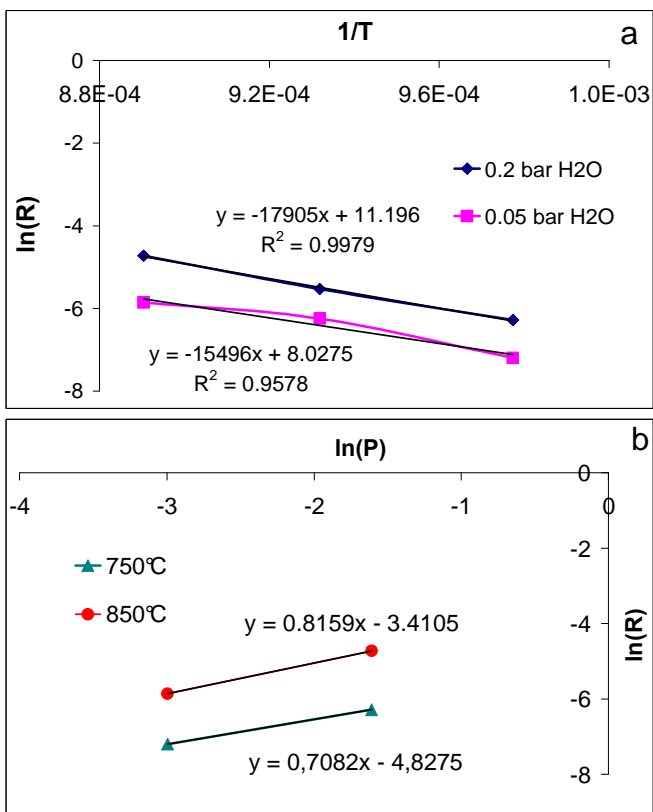 1/T
a
0
8.8E-04 9.2E-04 9.6E-04 1.0E-03
-2
-4
-6
-8
ln(R)
0.2 bar H2O
0.05 bar H2O
y = -17905x + 11.196
R² = 0.9979
y = -15496x + 8.0275
R² = 0.9578
ln(P)
b
-4 -3 -2 -1 0
0
-2
-4
-6
-8
ln(R)
750°C
850°C
y = 0.8159x - 3.4105
y = 0,7082x - 4,8275